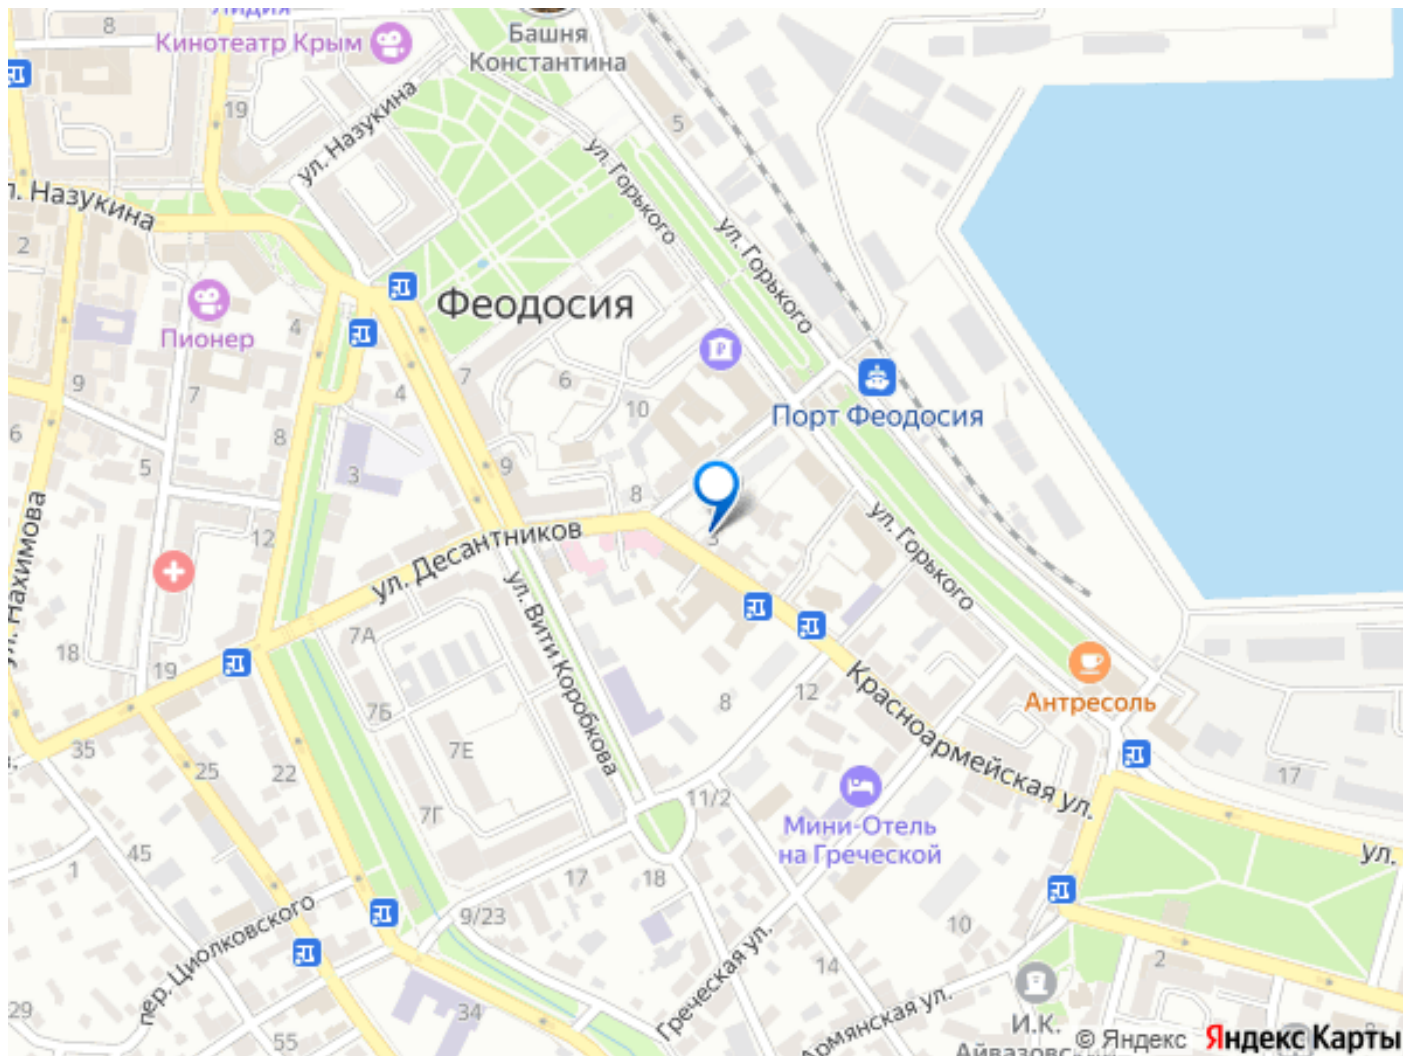 Лидия
8
Кинотеатр Крым
Башня
Константина
19
5
ул. Назукина
ул. Горького
л. Назукина
ул. Горького
2
Феодосия
Пионер
4
9
7
4
7
6
10
Порт Феодосия
6
8
5
3
9
8
ул. Нахимова
12
ул. Десантников
5
ул. Горького
ул. Вити Коробкова
7А
18
19
8
12
Красноармейская ул.
Антресоль
7Б
35
7Е
25
22
7Г
11/2
17
Мини-Отель
на Греческой
ул.
45
1
17
18
9/23
10
пер. Циолковского
Греческая ул.
14
2
29
34
Армянская ул.
И.К.
55
Айвазовский
© Яндекс
Яндекс Карты